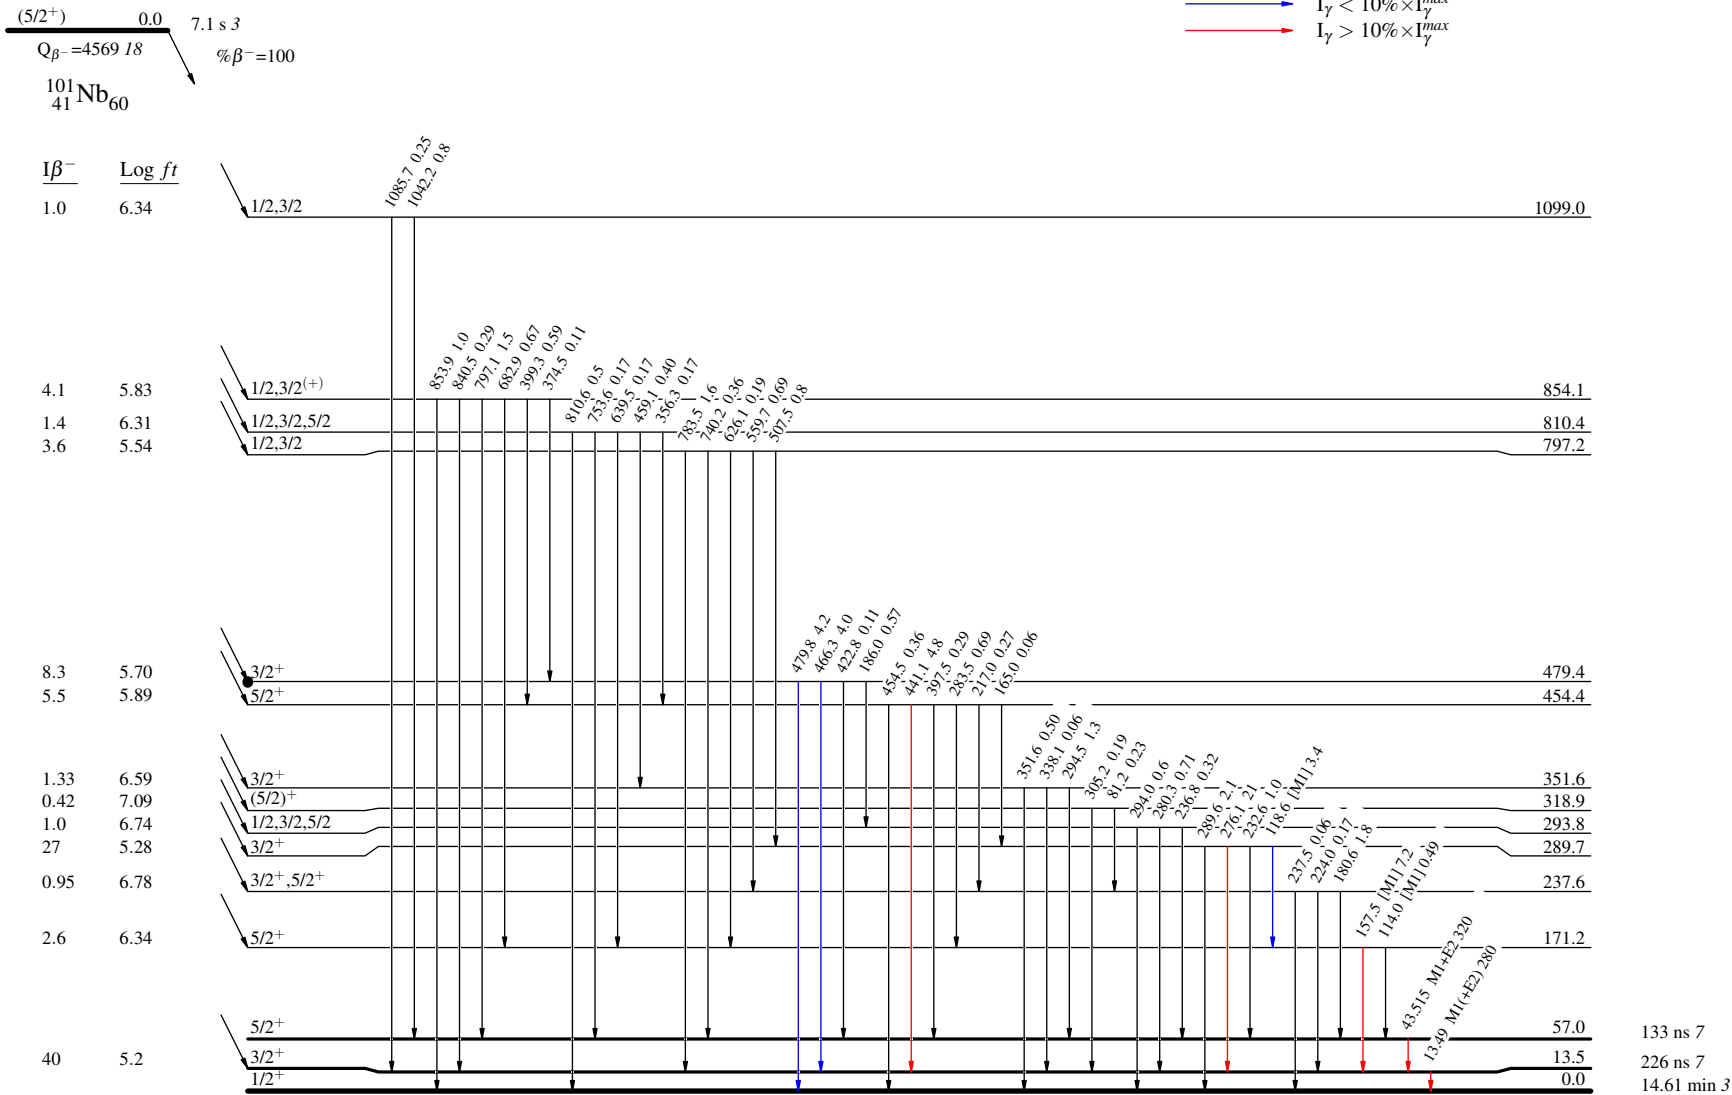 (5/2+) 0.0 7.1 s 3
Qβ−=4569 18
%β−=100
101 41 Nb 60
Iγ < 10%×Iγ max
Iγ > 10%×Iγ max
Iβ− Log ft
1085.7 0.25
1042.2 0.8
1.0 6.34 1/2,3/2 1099.0
853.9 1.0
840.5 0.29
797.1 1.5
682.9 0.67
399.3 0.59
374.5 0.11
4.1 5.83 1/2,3/2(+) 854.1
810.6 0.5
753.6 0.17
639.5 0.17
459.1 0.40
356.3 0.17
1.4 6.31 1/2,3/2,5/2 810.4
783.5 1.6
740.2 0.36
626.1 0.19
559.7 0.69
507.5 0.8
3.6 5.54 1/2,3/2 797.2
479.8 4.2
466.3 4.0
422.8 0.11
186.0 0.57
8.3 5.70 3/2+ 479.4
454.5 0.36
441.1 4.8
397.5 0.29
283.5 0.69
217.0 0.27
165.0 0.06
5.5 5.89 5/2+ 454.4
351.6 0.50
338.1 0.06
294.5 1.3
1.33 6.59 3/2+ 351.6
305.2 0.19
81.2 0.23
0.42 7.09 (5/2)+ 318.9
294.0 0.6
280.3 0.71
236.8 0.32
1.0 6.74 1/2,3/2,5/2 293.8
289.6 2.1
276.1 21
232.6 1.0
118.6 [M1] 3.4
27 5.28 3/2+ 289.7
237.5 0.06
224.0 0.17
180.6 1.8
0.95 6.78 3/2+,5/2+ 237.6
157.5 [M1] 7.2
114.0 [M1] 0.49
2.6 6.34 5/2+ 171.2
43.515 M1+E2 320
5/2+ 57.0 133 ns 7
13.49 M1(+E2) 280
40 5.2 3/2+ 13.5 226 ns 7
1/2+ 0.0 14.61 min 3